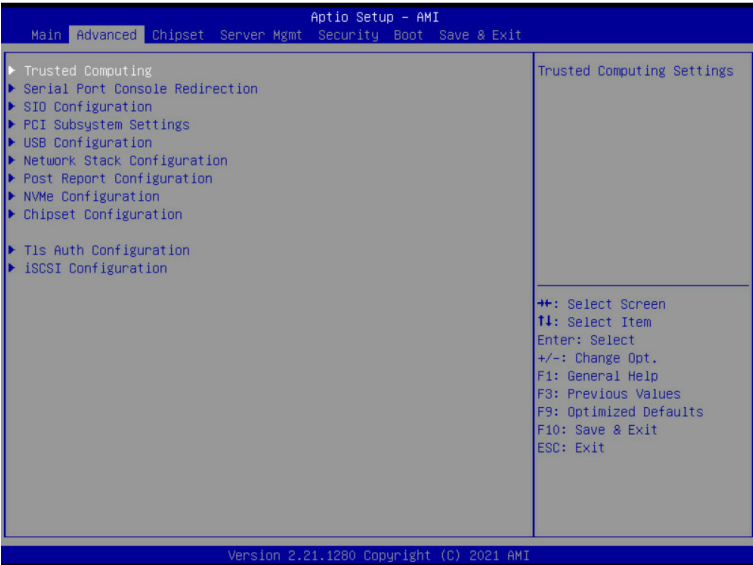 Aptio Setup – AMI
Main Advanced Chipset Server Mgmt Security Boot Save & Exit
Trusted Computing
Serial Port Console Redirection
SIO Configuration
PCI Subsystem Settings
USB Configuration
Network Stack Configuration
Post Report Configuration
NVMe Configuration
Chipset Configuration
Tls Auth Configuration
iSCSI Configuration
Trusted Computing Settings
→←: Select Screen
↑↓: Select Item
Enter: Select
+/-: Change Opt.
F1: General Help
F3: Previous Values
F9: Optimized Defaults
F10: Save & Exit
ESC: Exit
Version 2.21.1280 Copyright (C) 2021 AMI